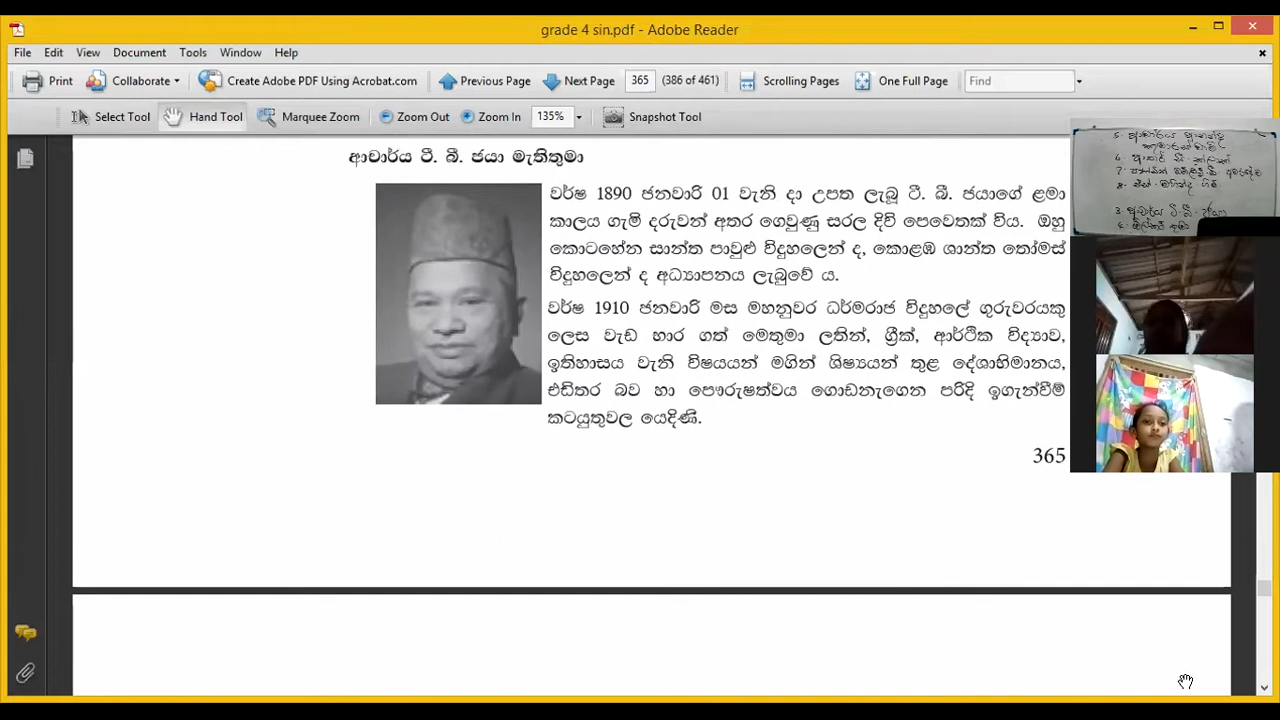 grade 4 sin.pdf - Adobe Reader
File Edit View Document Tools Window Help
Print Collaborate Create Adobe PDF Using Acrobat.com Previous Page Next Page 365 (386 of 461) Scrolling Pages One Full Page Find
Select Tool Hand Tool Marquee Zoom Zoom Out Zoom In 135% Snapshot Tool
ආචාර්ය ටී. බී. ජයා මැතිතුමා
වර්ෂ 1890 ජනවාරි 01 වැනි දා උපත ලැබූ ටී. බී. ජයාගේ ළමා
කාලය ගැමි දරුවන් අතර ගෙවුණු සරල දිවි පෙවෙතක් විය. ඔහු
කොටහේන සාන්ත පාවුළු විදුහලෙන් ද, කොළඹ ශාන්ත තෝමස්
විදුහලෙන් ද අධ්‍යාපනය ලැබුවේ ය.
වර්ෂ 1910 ජනවාරි මස මහනුවර ධර්මරාජ විදුහලේ ගුරුවරයකු
ලෙස වැඩ භාර ගත් මෙතුමා ලතින්, ග්‍රීක්, ආර්ථික විද්‍යාව,
ඉතිහාසය වැනි විෂයයන් මගින් ශිෂ්‍යයන් තුළ දේශාභිමානය,
එඩිතර බව හා පෞරුෂත්වය ගොඩනැගෙන පරිදි ඉගැන්වීම්
කටයුතුවල යෙදිණි.
365